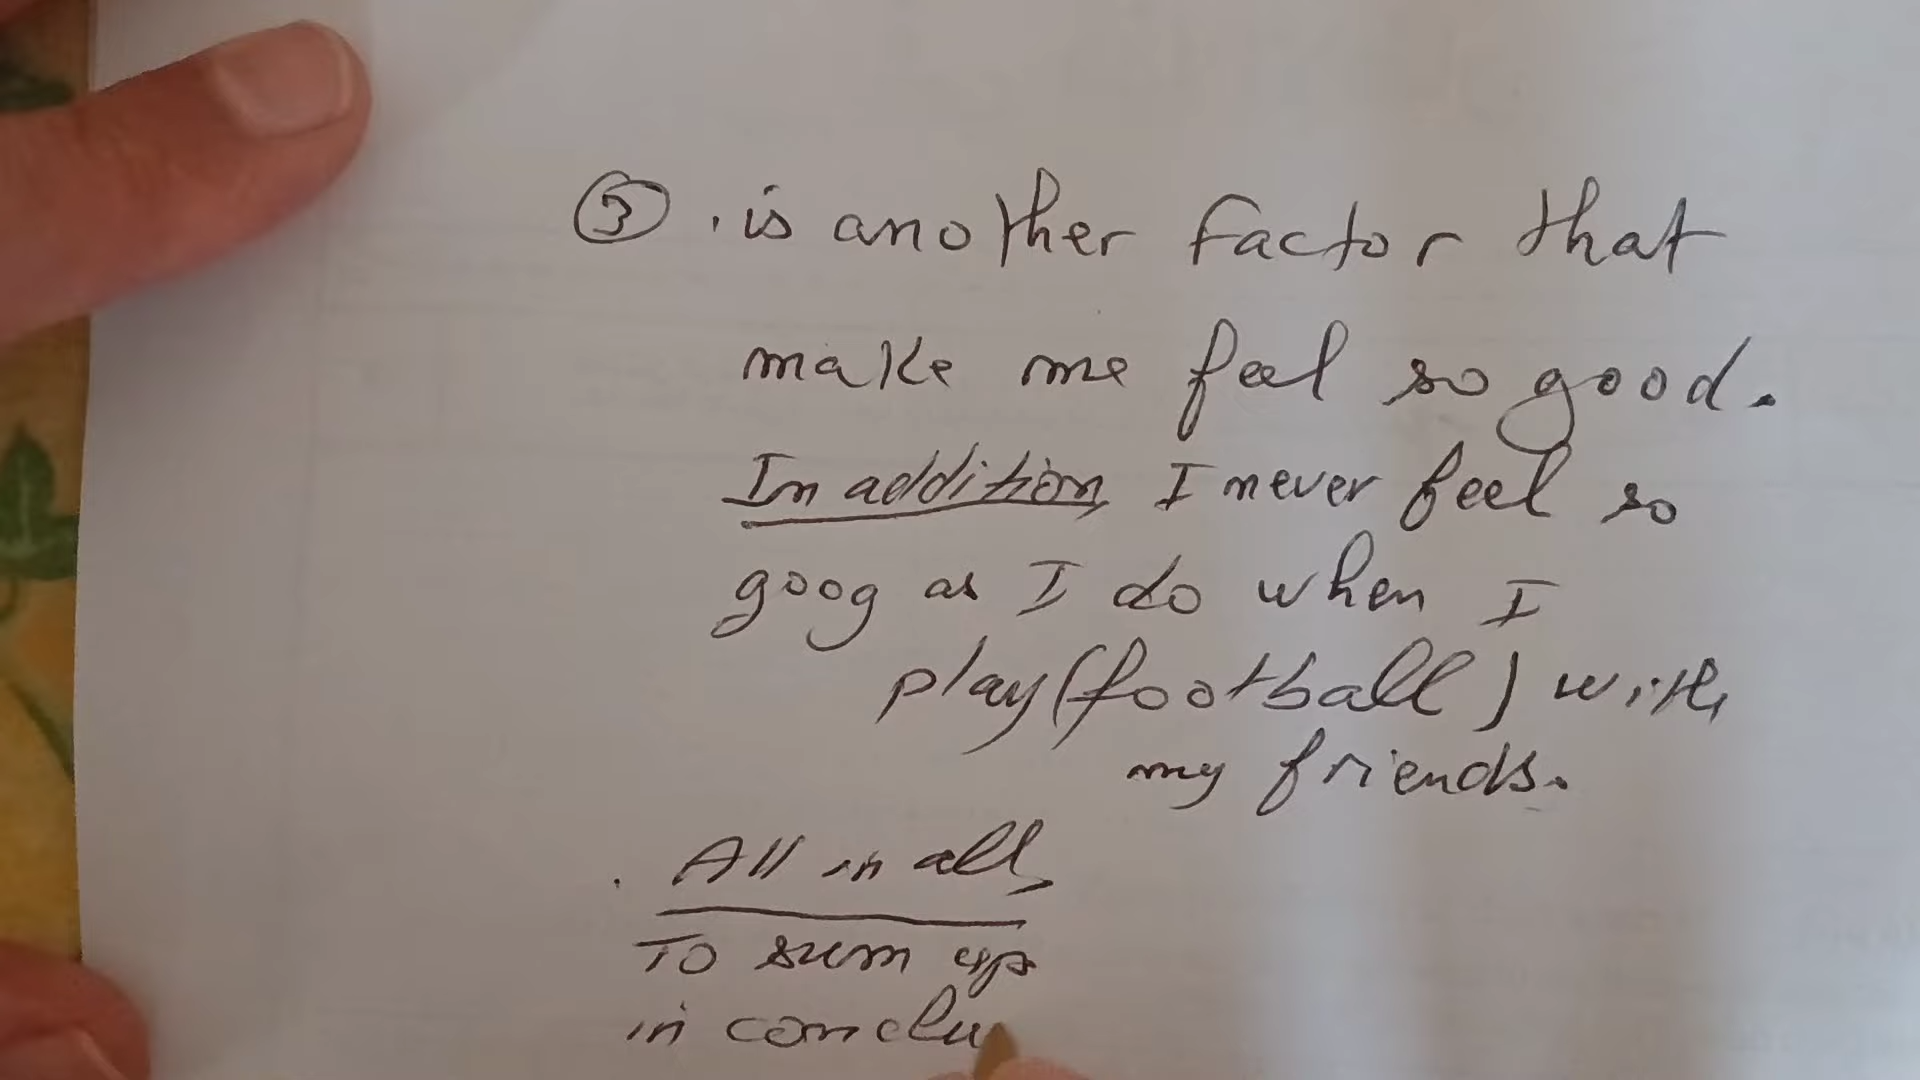 ③ . is another factor that
make me feel so good.
In addition, I never feel so
goog as I do when I
play (football) with
my friends.
. All in all,
To sum up
in conclu